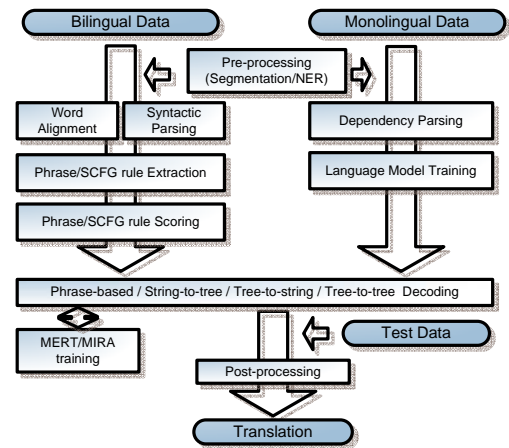 Bilingual Data
Monolingual Data
Pre-processing
(Segmentation/NER)
Word
Alignment
Syntactic
Parsing
Dependency Parsing
Phrase/SCFG rule Extraction
Language Model Training
Phrase/SCFG rule Scoring
Phrase-based / String-to-tree / Tree-to-string / Tree-to-tree Decoding
MERT/MIRA
training
Test Data
Post-processing
Translation